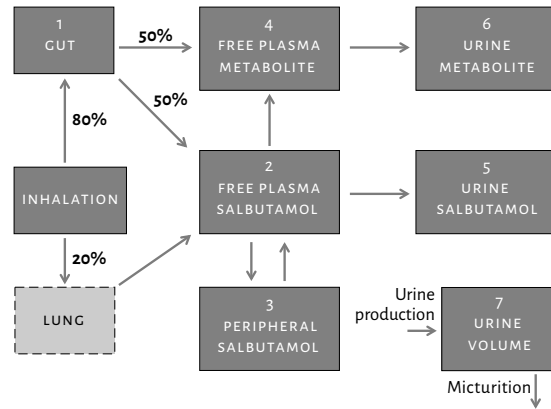 1
GUT
50%
4
FREE PLASMA
METABOLITE
6
URINE
METABOLITE
50%
80%
INHALATION
2
FREE PLASMA
SALBUTAMOL
5
URINE
SALBUTAMOL
20%
LUNG
3
PERIPHERAL
SALBUTAMOL
Urine
production
7
URINE
VOLUME
Micturition